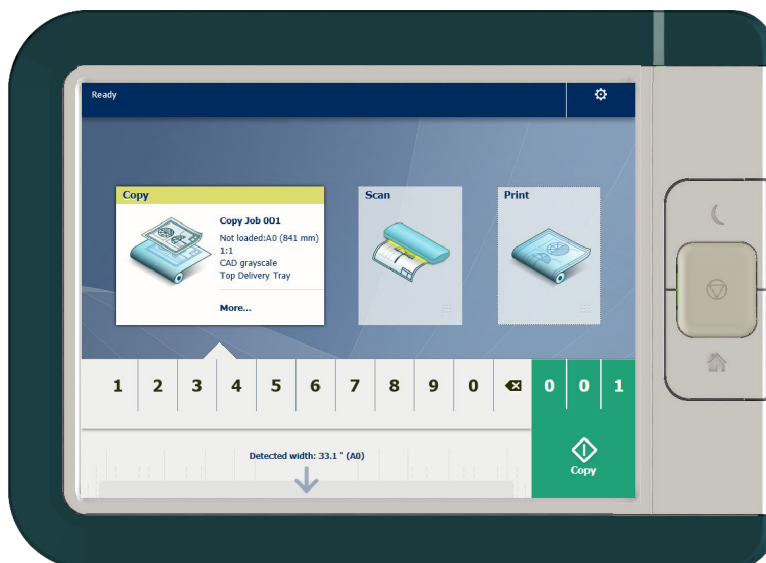 Ready
Copy
Copy Job 001
Not loaded:A0 (841 mm)
1:1
CAD grayscale
Top Delivery Tray
More...
Scan
Print
1 2 3 4 5 6 7 8 9 0 0 0 1
Detected width: 33.1 " (A0)
Copy